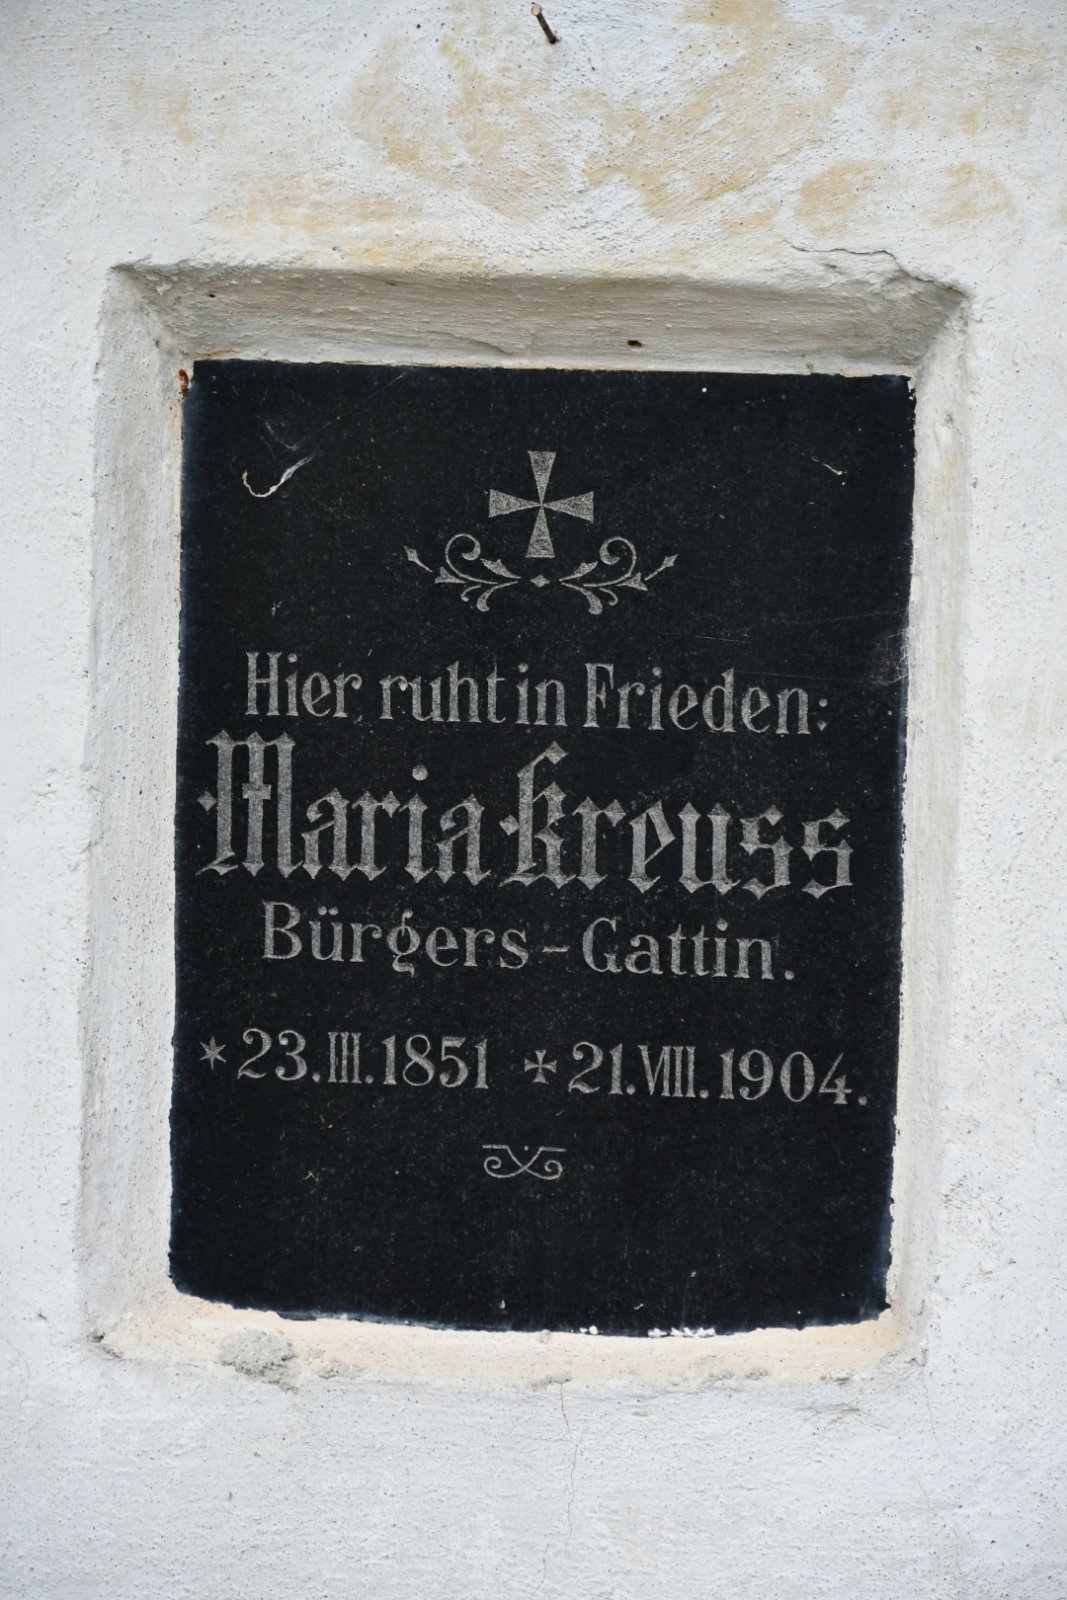 Hier ruht in Frieden:
Maria Kreuss
Bürgers-Gattin.
* 23.III.1851 ✠ 21.VIII.1904.